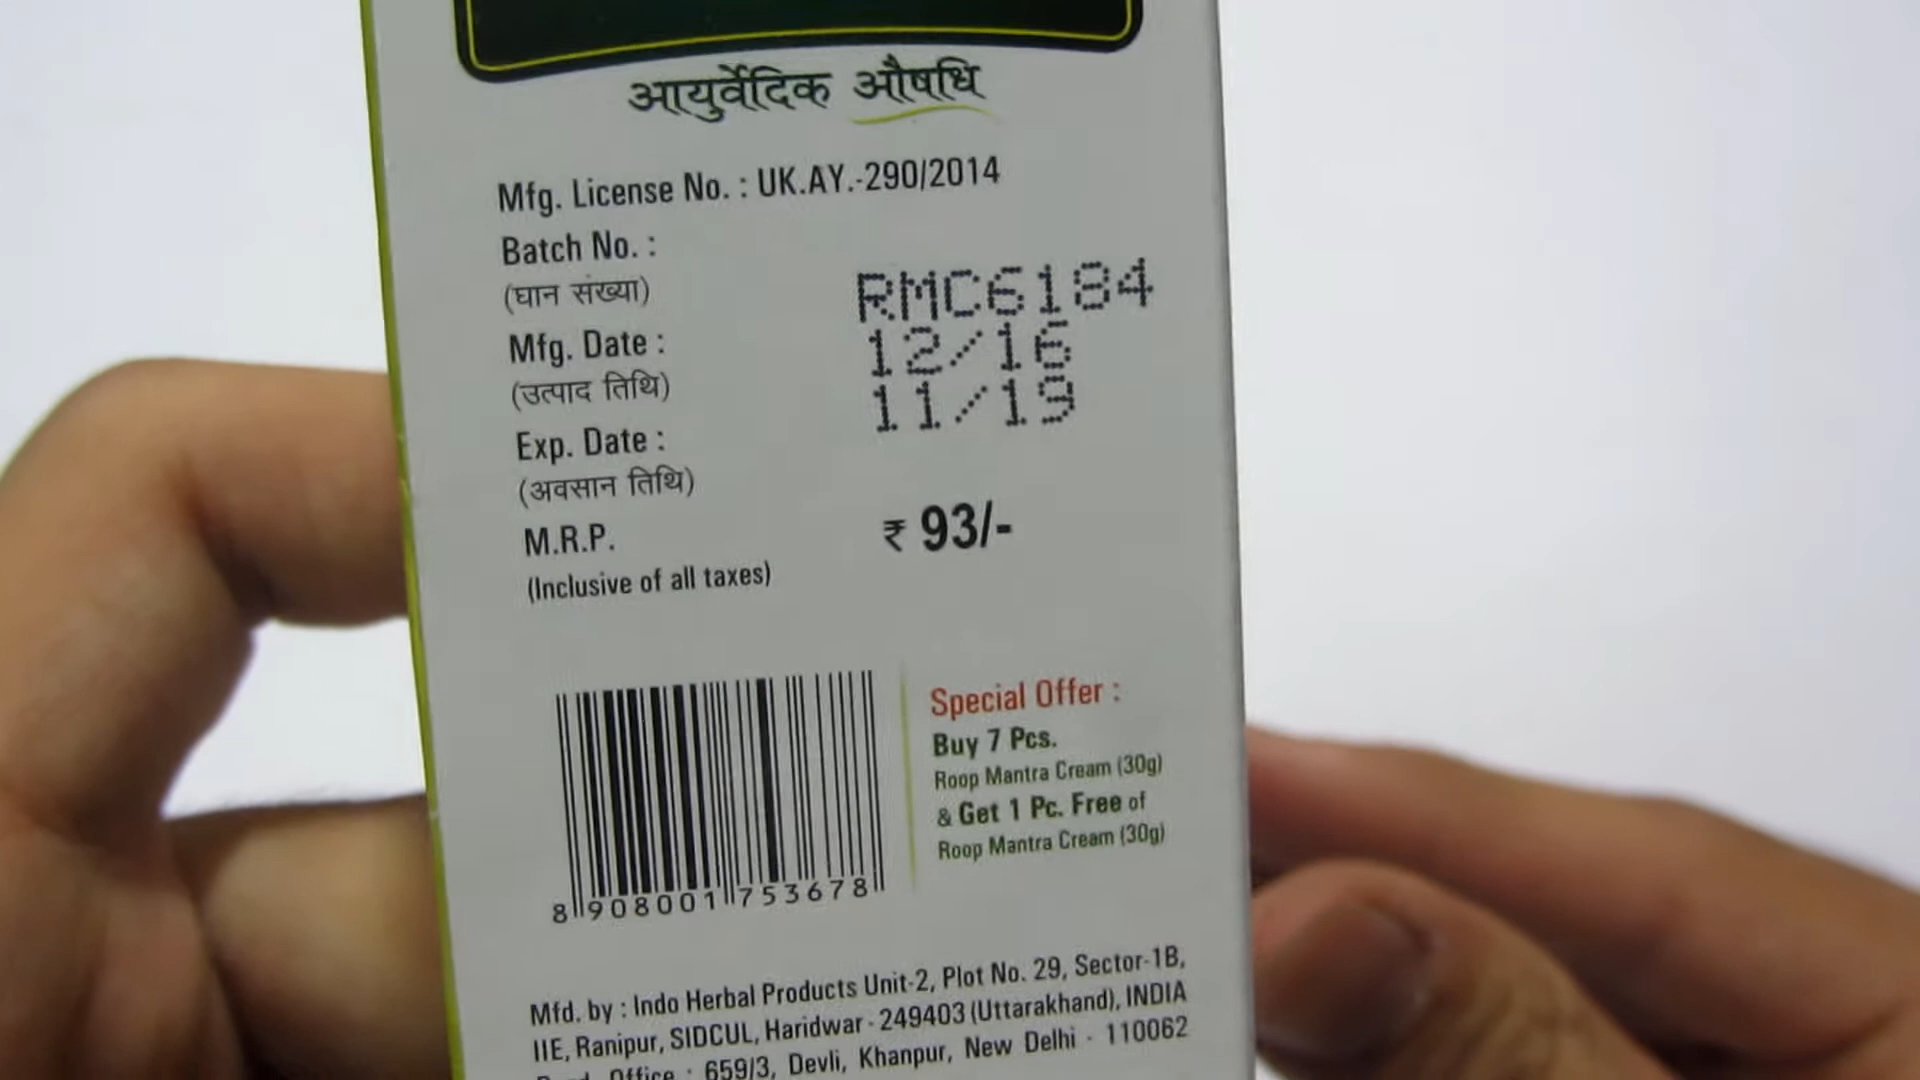 आयुर्वेदिक औषधि
Mfg. License No. : UK.AY.-290/2014
Batch No. :
(घान संख्या)
RMC6184
Mfg. Date :
12/16
(उत्पाद तिथि)
11/19
Exp. Date :
(अवसान तिथि)
M.R.P. ₹ 93/-
(Inclusive of all taxes)
Special Offer :
Buy 7 Pcs.
Roop Mantra Cream (30g)
& Get 1 Pc. Free of
Roop Mantra Cream (30g)
8 908001 753678
Mfd. by : Indo Herbal Products Unit-2, Plot No. 29, Sector-1B,
IIE, Ranipur, SIDCUL, Haridwar - 249403 (Uttarakhand), INDIA
Office : 659/3, Devli, Khanpur, New Delhi - 110062